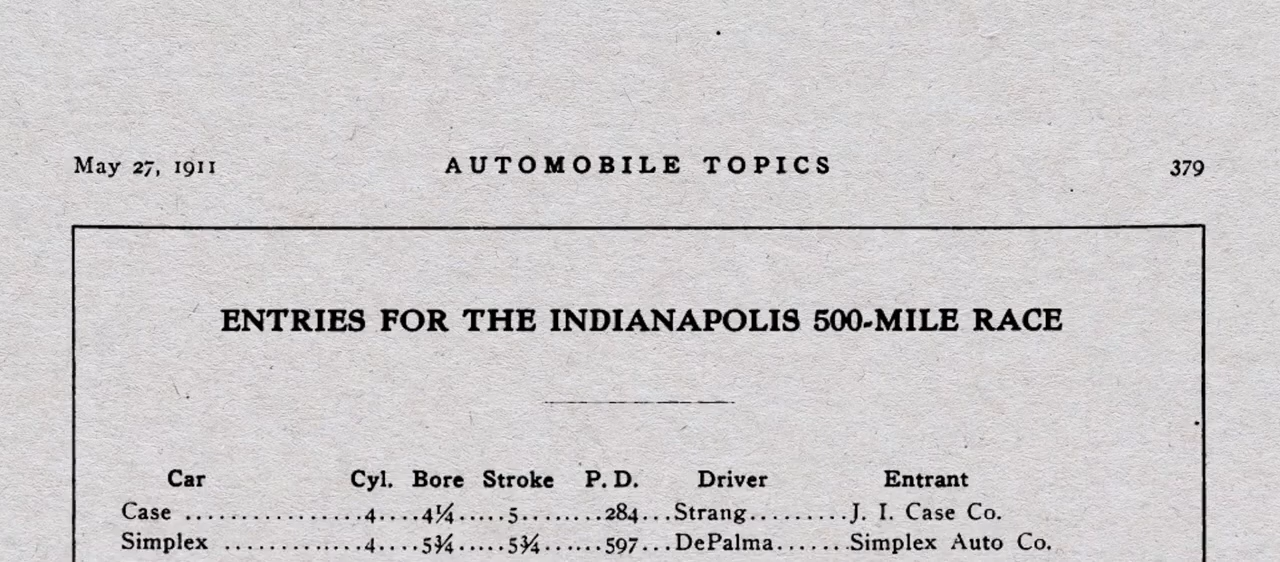 May 27, 1911 AUTOMOBILE TOPICS 379
ENTRIES FOR THE INDIANAPOLIS 500-MILE RACE
Car Cyl. Bore Stroke P. D. Driver Entrant
Case ................4....4¼.....5........284...Strang.........J. I. Case Co.
Simplex ............4....5¾.....5¾......597...DePalma.......Simplex Auto Co.